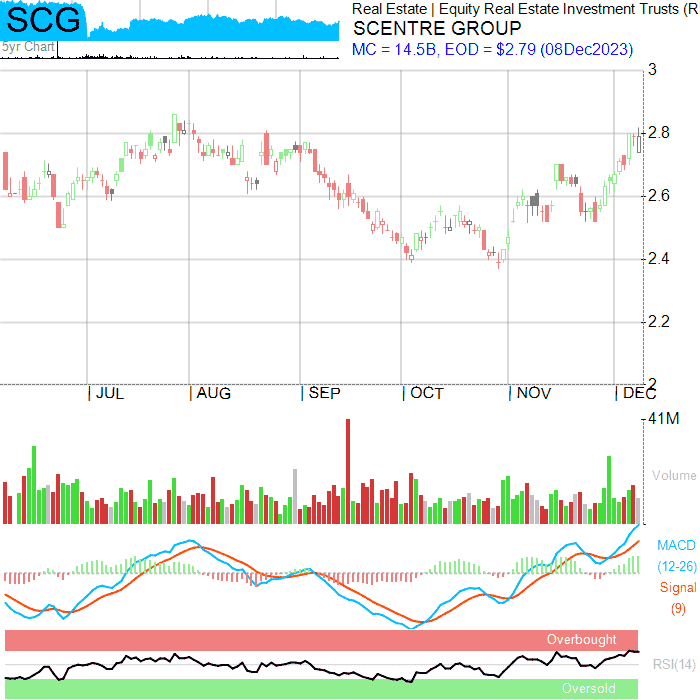 SCG
Real Estate | Equity Real Estate Investment Trusts (R
SCENTRE GROUP
5yr Chart
MC = 14.5B, EOD = $2.79 (08Dec2023)
3
2.8
2.6
2.4
2.2
2
| JUL | AUG | SEP | OCT | NOV | DEC
41M
Volume
MACD
(12-26)
Signal
(9)
Overbought
RSI(14)
Oversold